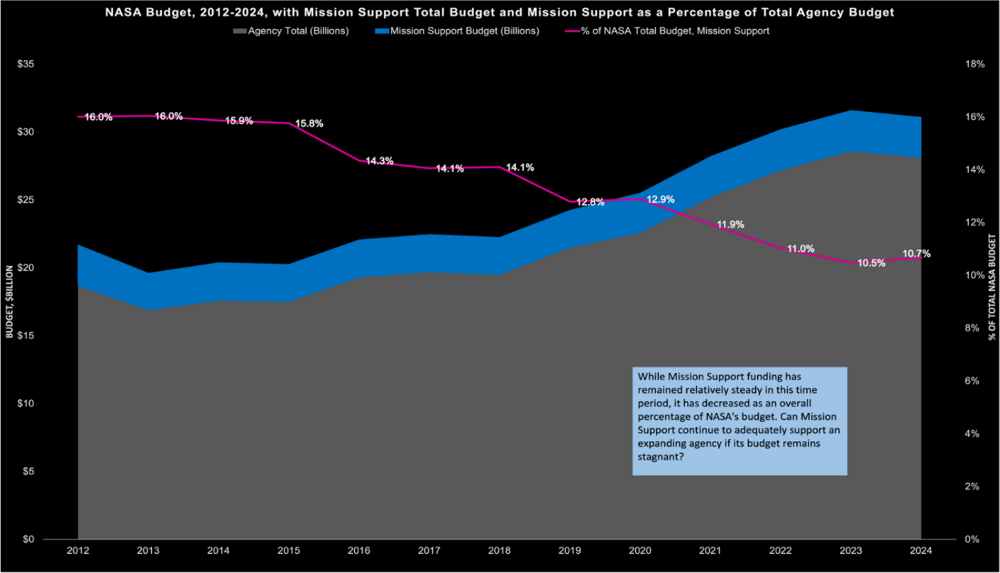 NASA Budget, 2012-2024, with Mission Support Total Budget and Mission Support as a Percentage of Total Agency Budget
Agency Total (Billions) Mission Support Budget (Billions) % of NASA Total Budget, Mission Support
$35
$30
$25
$20
$15
$10
$5
$0
BUDGET, $BILLION
16.0%
16.0%
15.9%
15.8%
14.3%
14.1%
14.1%
12.8%
12.9%
11.9%
11.0%
10.5%
10.7%
While Mission Support funding has
remained relatively steady in this time
period, it has decreased as an overall
percentage of NASA's budget. Can Mission
Support continue to adequately support an
expanding agency if its budget remains
stagnant?
18%
16%
14%
12%
10%
8%
6%
4%
2%
0%
% OF TOTAL NASA BUDGET
2012 2013 2014 2015 2016 2017 2018 2019 2020 2021 2022 2023 2024